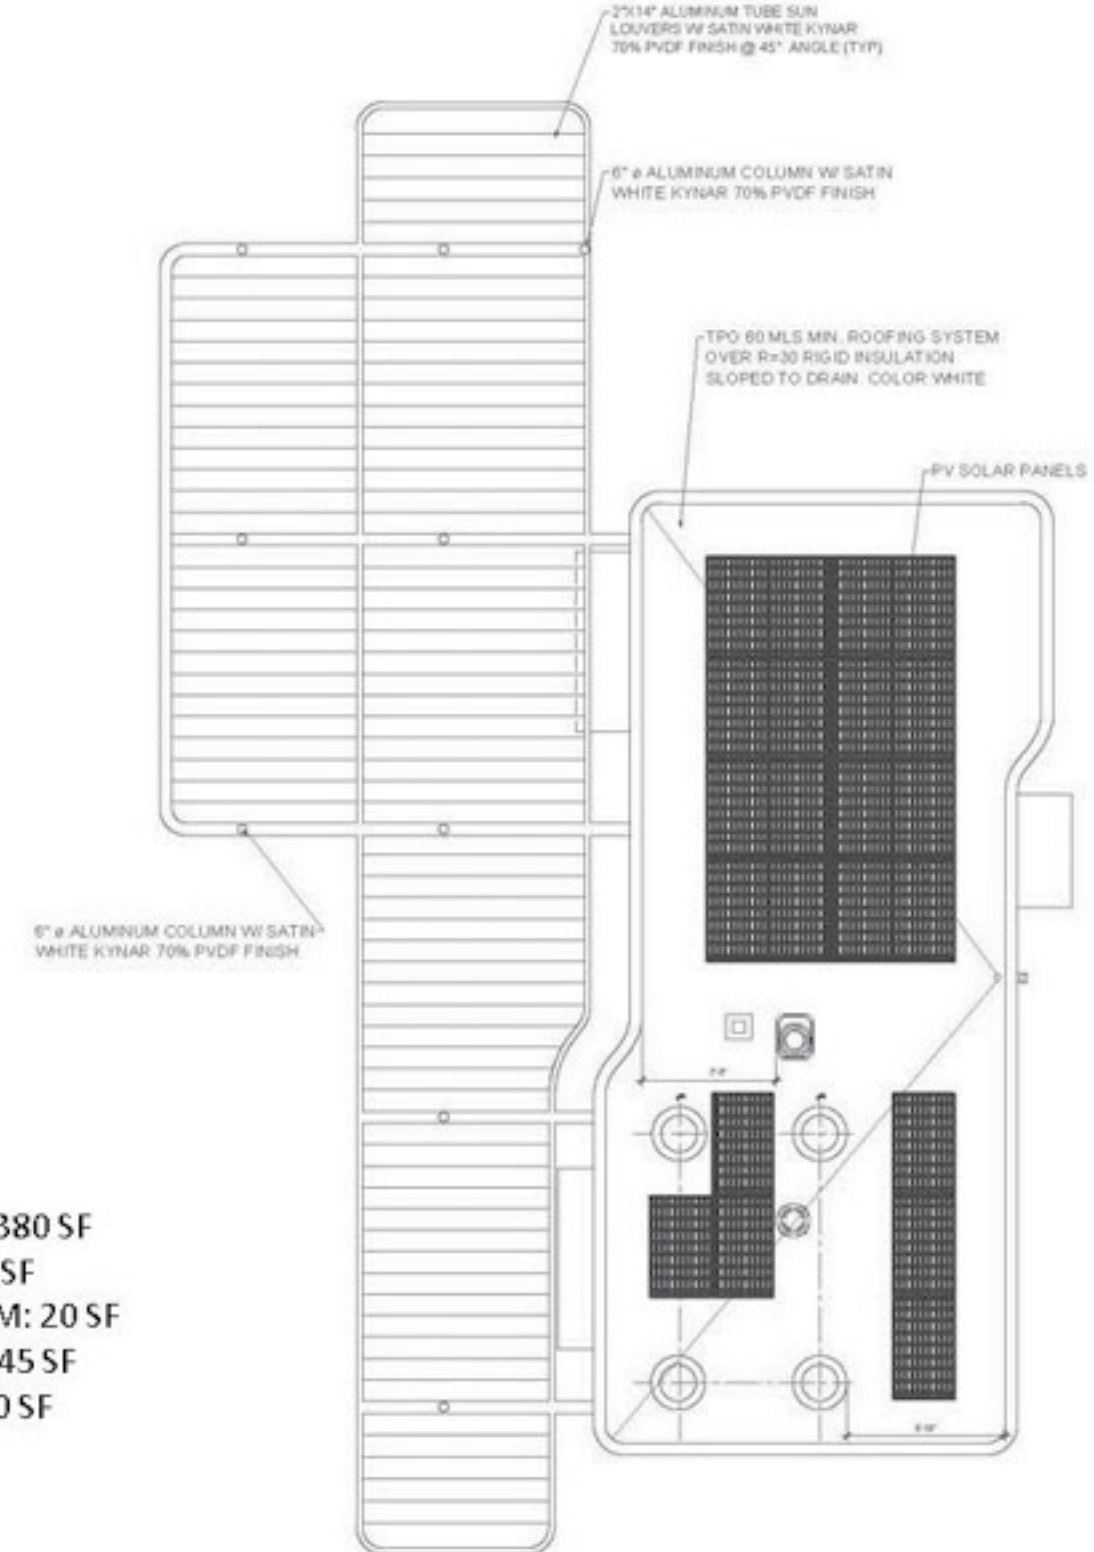 2"X14" ALUMINUM TUBE SUN
LOUVERS W/ SATIN WHITE KYNAR
70% PVDF FINISH @ 45° ANGLE (TYP)
6" ø ALUMINUM COLUMN W/ SATIN
WHITE KYNAR 70% PVDF FINISH
TPO 60 MLS MIN. ROOFING SYSTEM
OVER R=30 RIGID INSULATION
SLOPED TO DRAIN. COLOR WHITE
PV SOLAR PANELS
6" ø ALUMINUM COLUMN W/ SATIN
WHITE KYNAR 70% PVDF FINISH
380 SF
SF
M: 20 SF
45 SF
0 SF